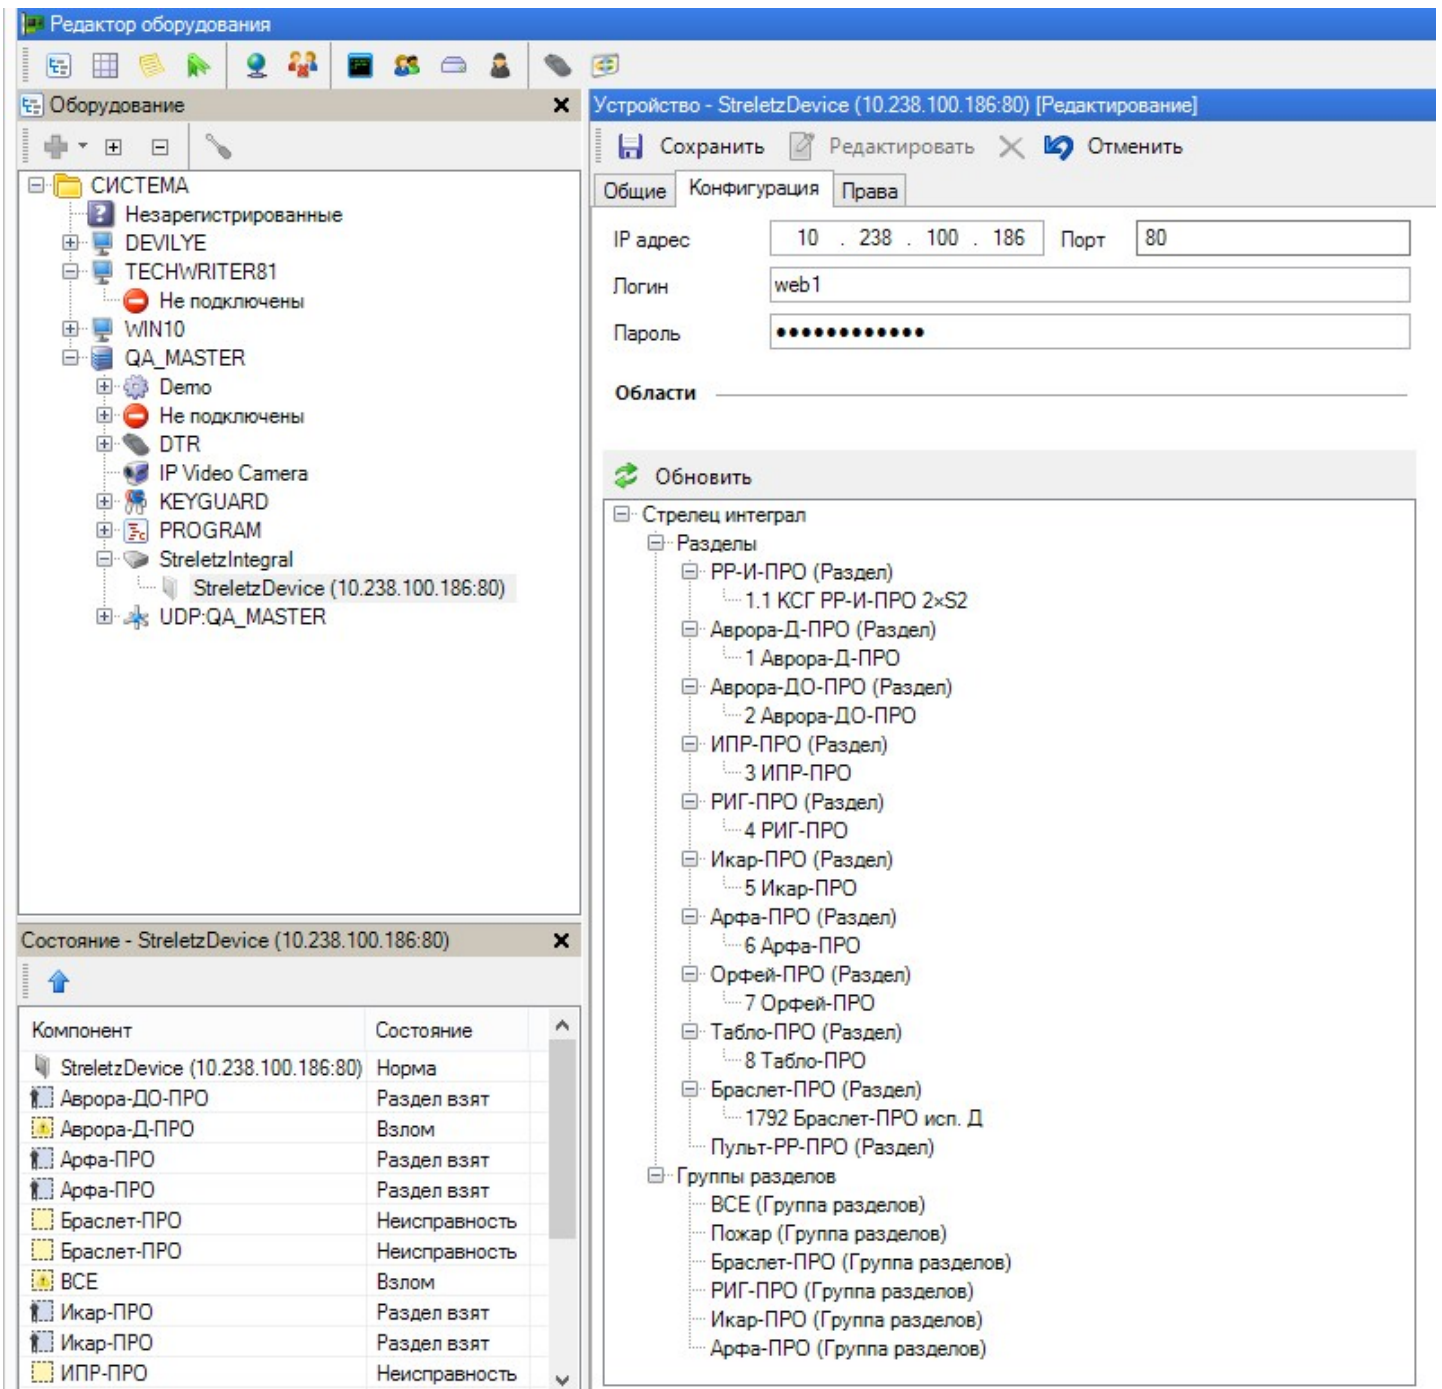 Редактор оборудования
Оборудование
СИСТЕМА
Незарегистрированные
DEVILYE
TECHWRITER81
Не подключены
WIN10
QA_MASTER
Demo
Не подключены
DTR
IP Video Camera
KEYGUARD
PROGRAM
StreletzIntegral
StreletzDevice (10.238.100.186:80)
UDP:QA_MASTER
Состояние - StreletzDevice (10.238.100.186:80)
Компонент Состояние
StreletzDevice (10.238.100.186:80) Норма
Аврора-ДО-ПРО Раздел взят
Аврора-Д-ПРО Взлом
Арфа-ПРО Раздел взят
Арфа-ПРО Раздел взят
Браслет-ПРО Неисправность
Браслет-ПРО Неисправность
ВСЕ Взлом
Икар-ПРО Раздел взят
Икар-ПРО Раздел взят
ИПР-ПРО Неисправность
Устройство - StreletzDevice (10.238.100.186:80) [Редактирование]
Сохранить Редактировать Отменить
Общие Конфигурация Права
IP адрес 10 . 238 . 100 . 186 Порт 80
Логин web1
Пароль ●●●●●●●●●●●●
Области
Обновить
Стрелец интеграл
Разделы
РР-И-ПРО (Раздел)
1.1 КСГ РР-И-ПРО 2×S2
Аврора-Д-ПРО (Раздел)
1 Аврора-Д-ПРО
Аврора-ДО-ПРО (Раздел)
2 Аврора-ДО-ПРО
ИПР-ПРО (Раздел)
3 ИПР-ПРО
РИГ-ПРО (Раздел)
4 РИГ-ПРО
Икар-ПРО (Раздел)
5 Икар-ПРО
Арфа-ПРО (Раздел)
6 Арфа-ПРО
Орфей-ПРО (Раздел)
7 Орфей-ПРО
Табло-ПРО (Раздел)
8 Табло-ПРО
Браслет-ПРО (Раздел)
1792 Браслет-ПРО исп. Д
Пульт-РР-ПРО (Раздел)
Группы разделов
ВСЕ (Группа разделов)
Пожар (Группа разделов)
Браслет-ПРО (Группа разделов)
РИГ-ПРО (Группа разделов)
Икар-ПРО (Группа разделов)
Арфа-ПРО (Группа разделов)